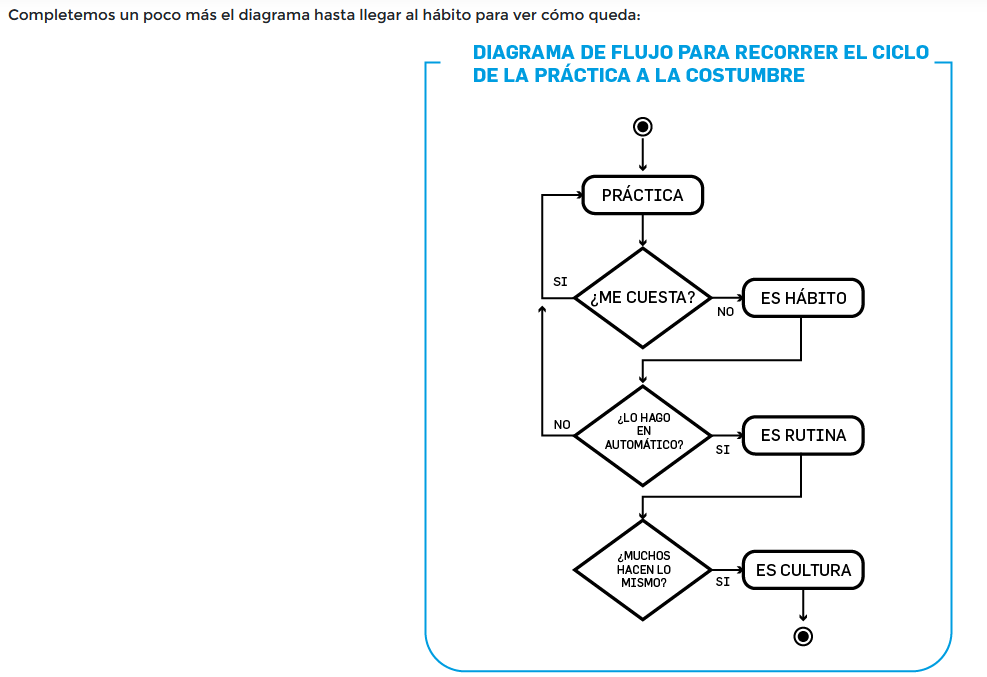 Completemos un poco más el diagrama hasta llegar al hábito para ver cómo queda:
DIAGRAMA DE FLUJO PARA RECORRER EL CICLO
DE LA PRÁCTICA A LA COSTUMBRE
PRÁCTICA
SI
¿ME CUESTA?
NO
ES HÁBITO
NO
¿LO HAGO
EN
AUTOMÁTICO?
SI
ES RUTINA
¿MUCHOS
HACEN LO
MISMO?
SI
ES CULTURA